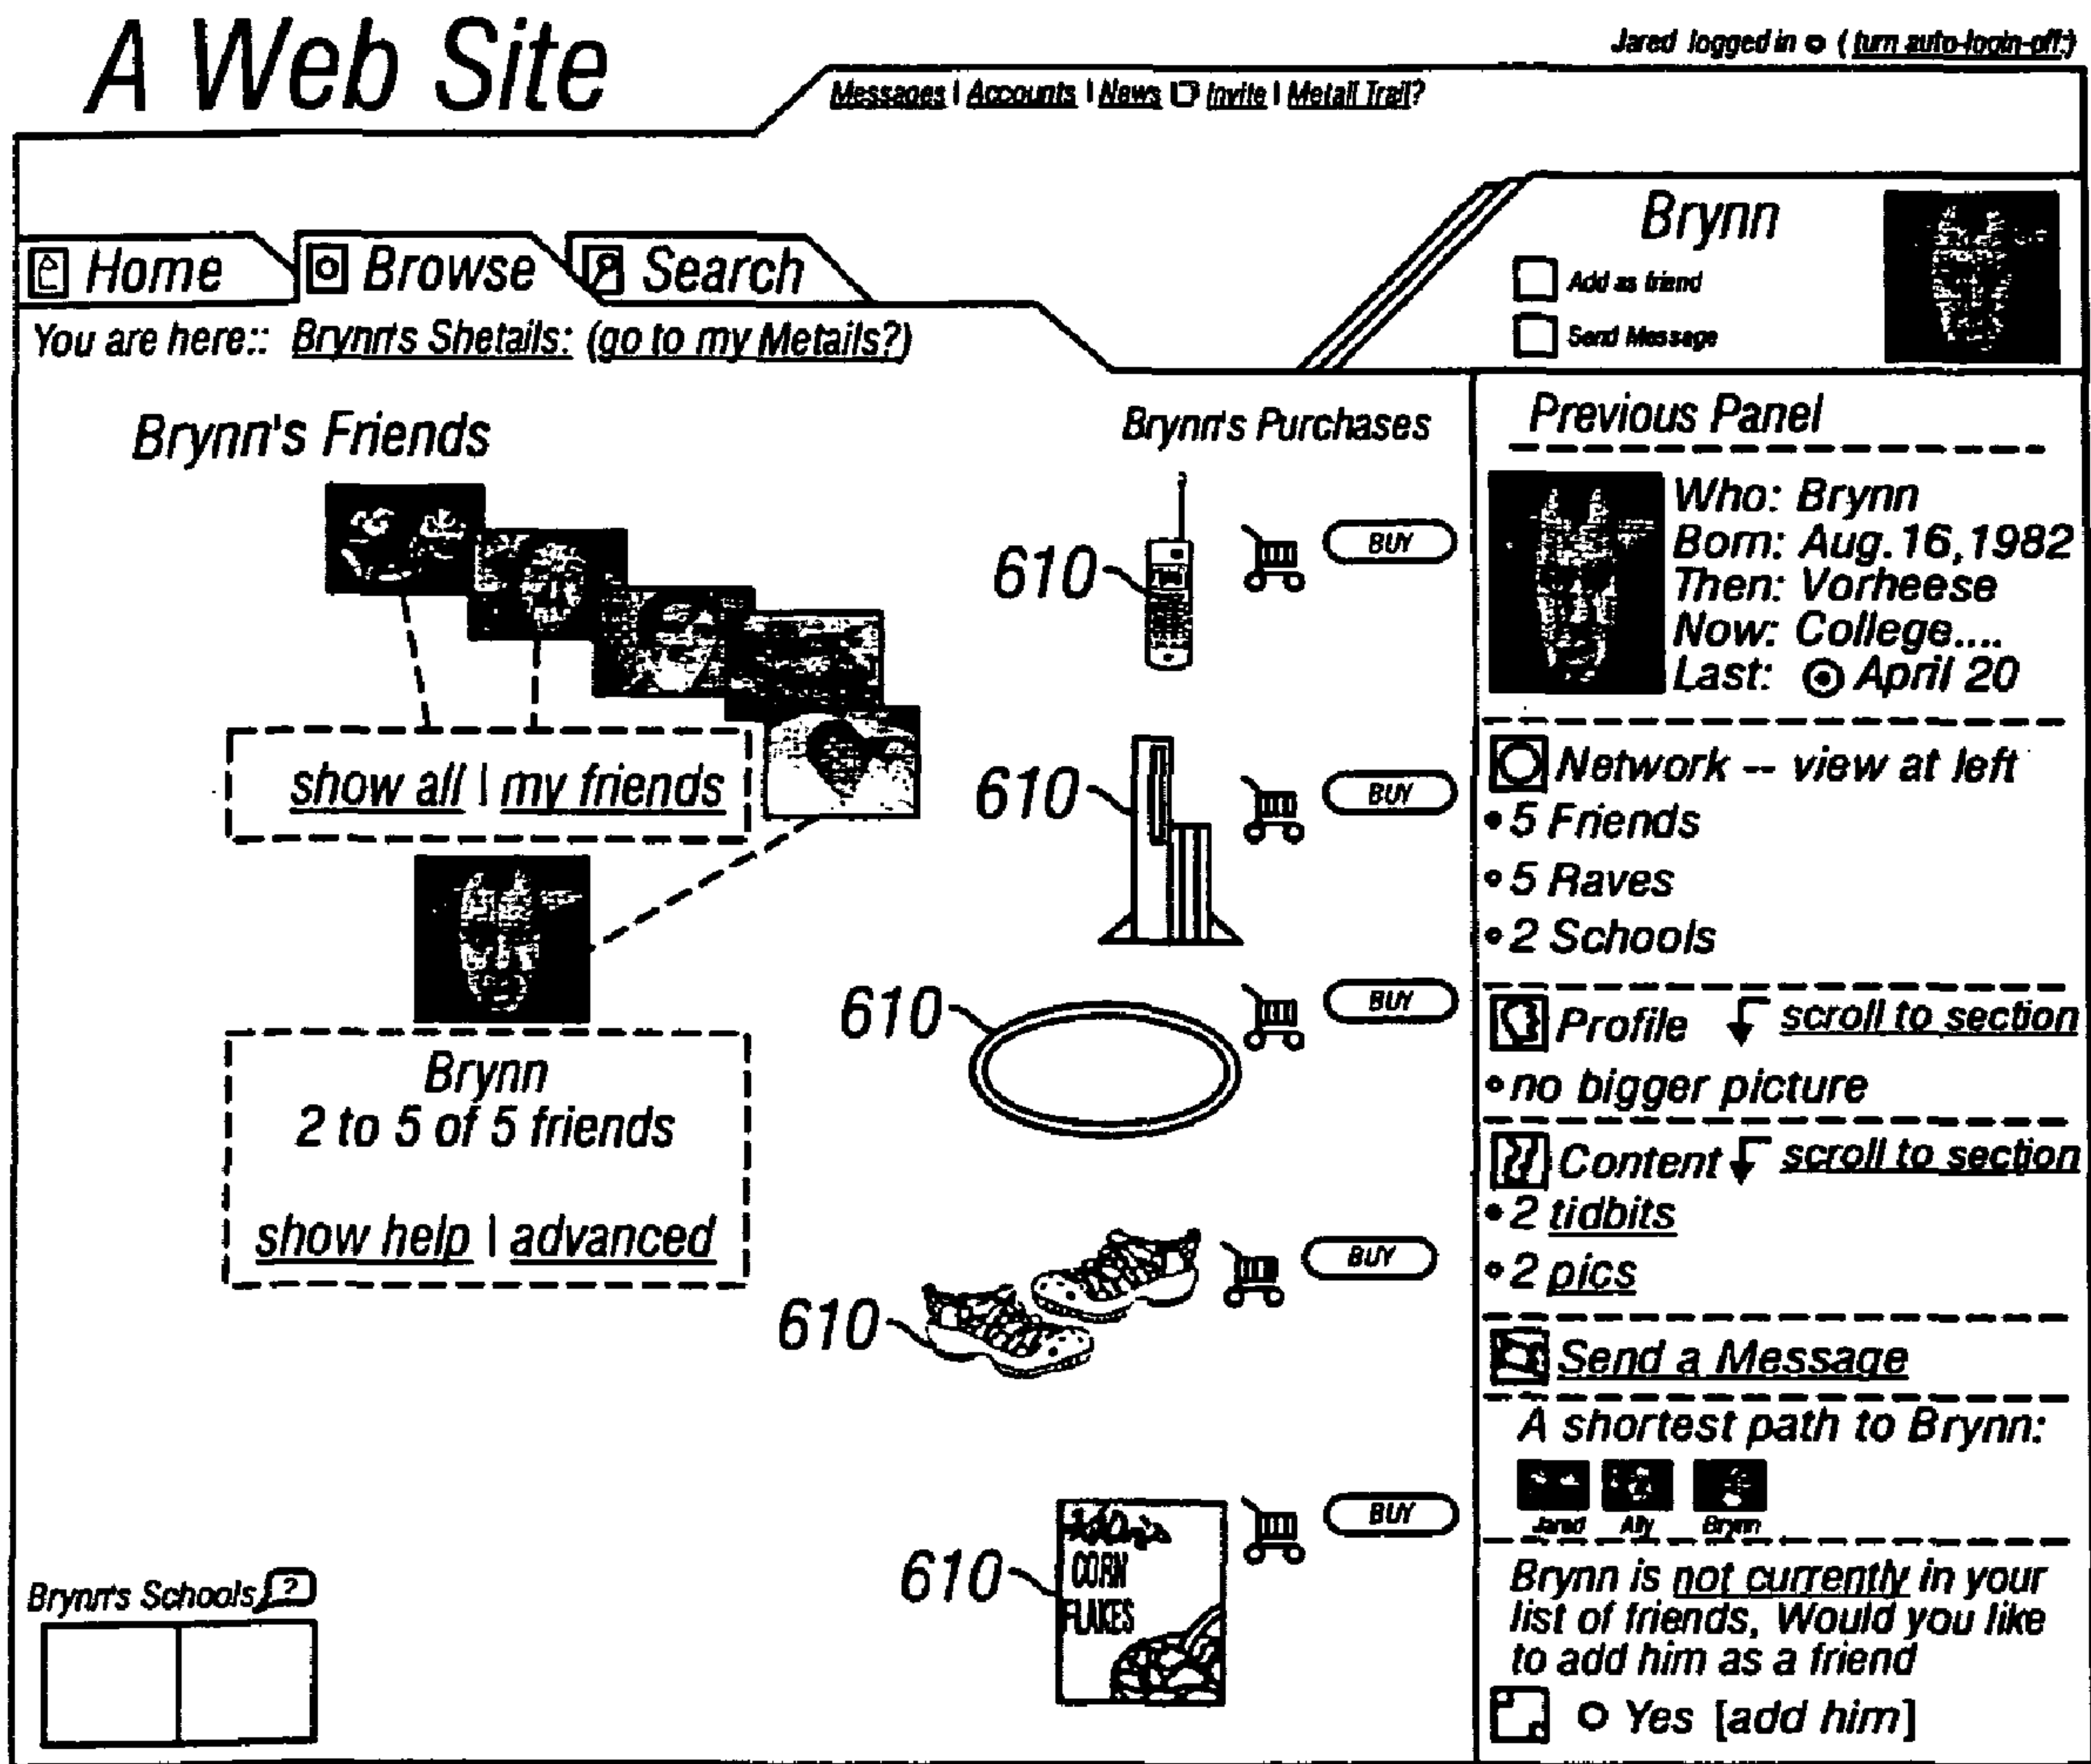 A Web Site
Jared logged in (turn auto-login-off:)
Messages | Accounts | News Invite | Metail Trail?
Brynn
Add as friend
Send Message
Home
Browse
Search
You are here:: Brynn's Shetails: (go to my Metails?)
Brynn's Friends
show all | my friends
Brynn
2 to 5 of 5 friends
show help | advanced
Brynn's Schools ?
Brynn's Purchases
610
BUY
610
BUY
610
BUY
610
BUY
610
CORN
FLAKES
BUY
Previous Panel
Who: Brynn
Born: Aug.16,1982
Then: Vorheese
Now: College....
Last: April 20
Network -- view at left
• 5 Friends
• 5 Raves
• 2 Schools
Profile scroll to section
• no bigger picture
Content scroll to section
• 2 tidbits
• 2 pics
Send a Message
A shortest path to Brynn:
Jared Ally Brynn
Brynn is not currently in your
list of friends, Would you like
to add him as a friend
Yes [add him]